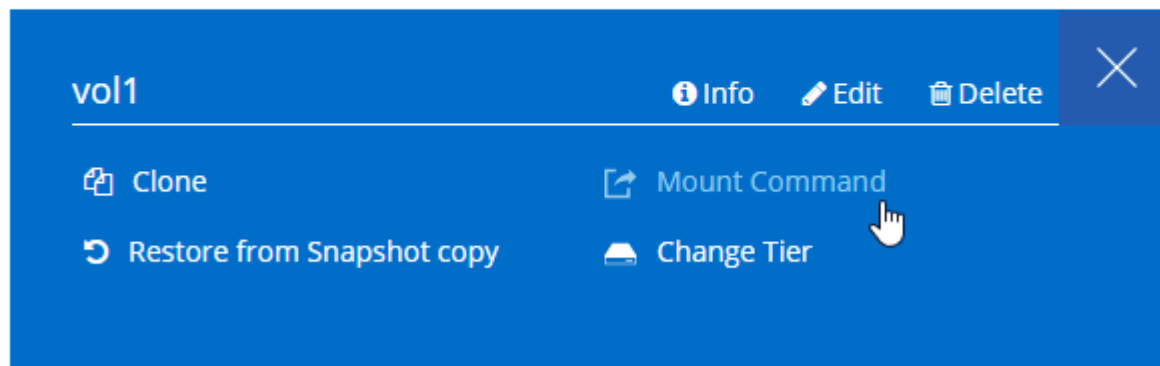 vol1 Info Edit Delete
Clone Mount Command
Restore from Snapshot copy Change Tier